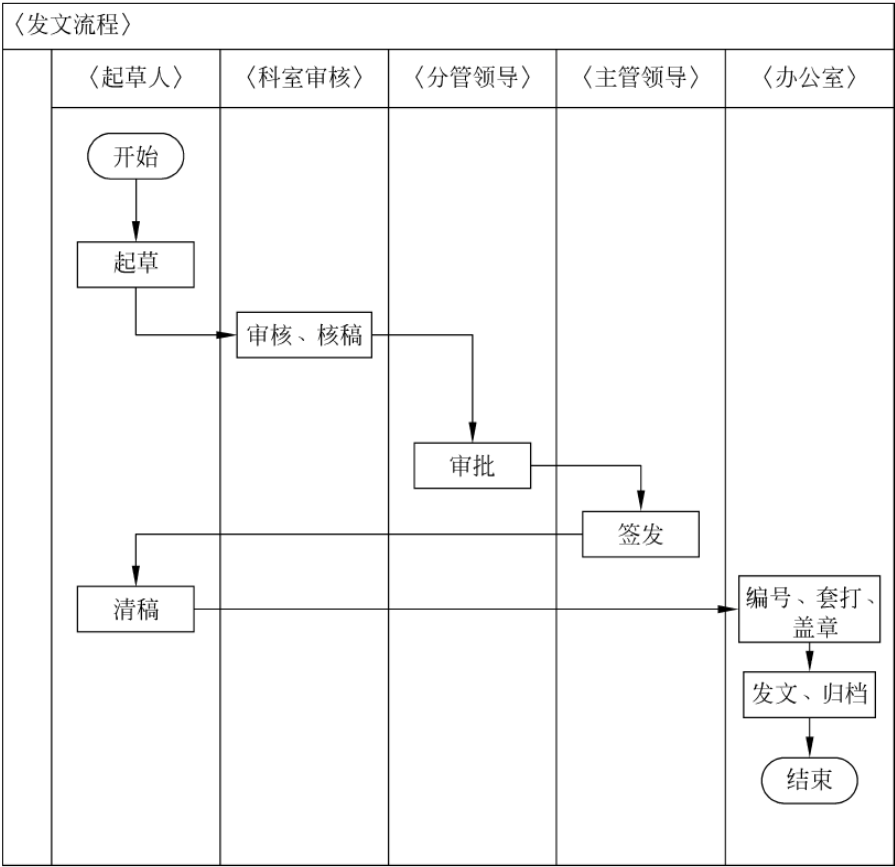 〈发文流程〉
〈起草人〉
〈科室审核〉
〈分管领导〉
〈主管领导〉
〈办公室〉
开始
起草
审核、核稿
审批
签发
清稿
编号、套打、
盖章
发文、归档
结束